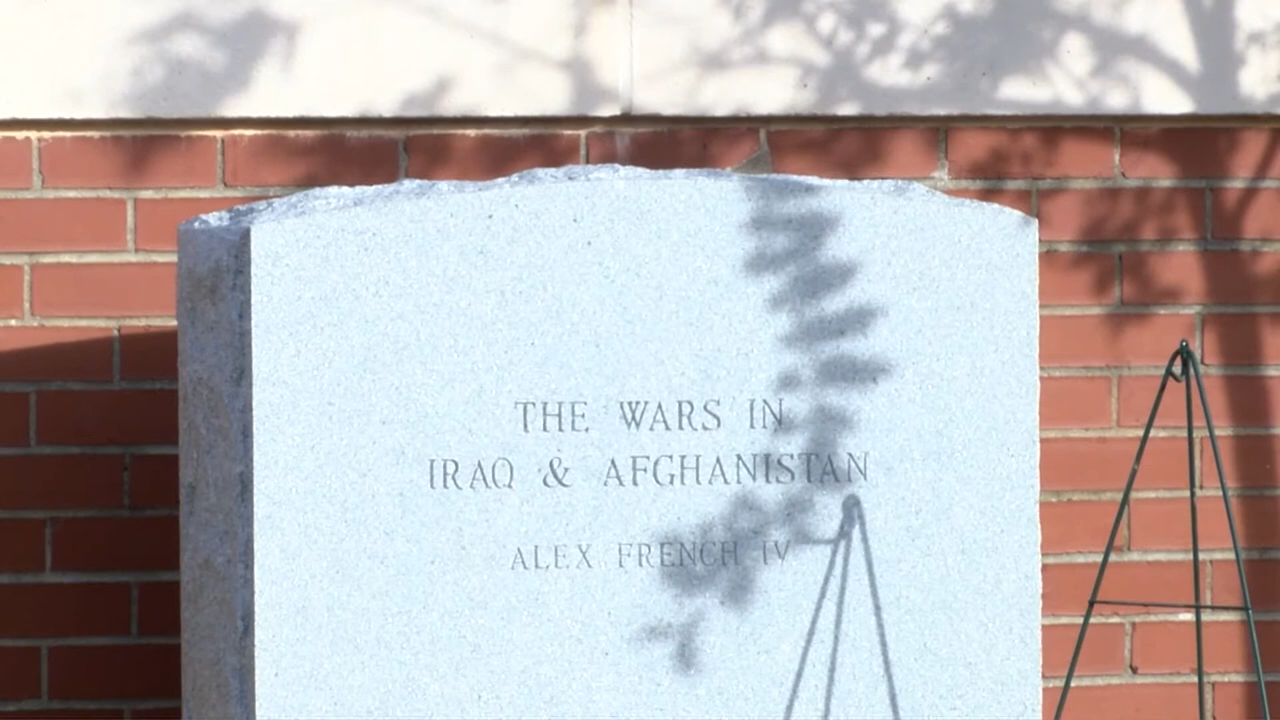 THE WARS IN
IRAQ & AFGHANISTAN
ALEX FRENCH IV